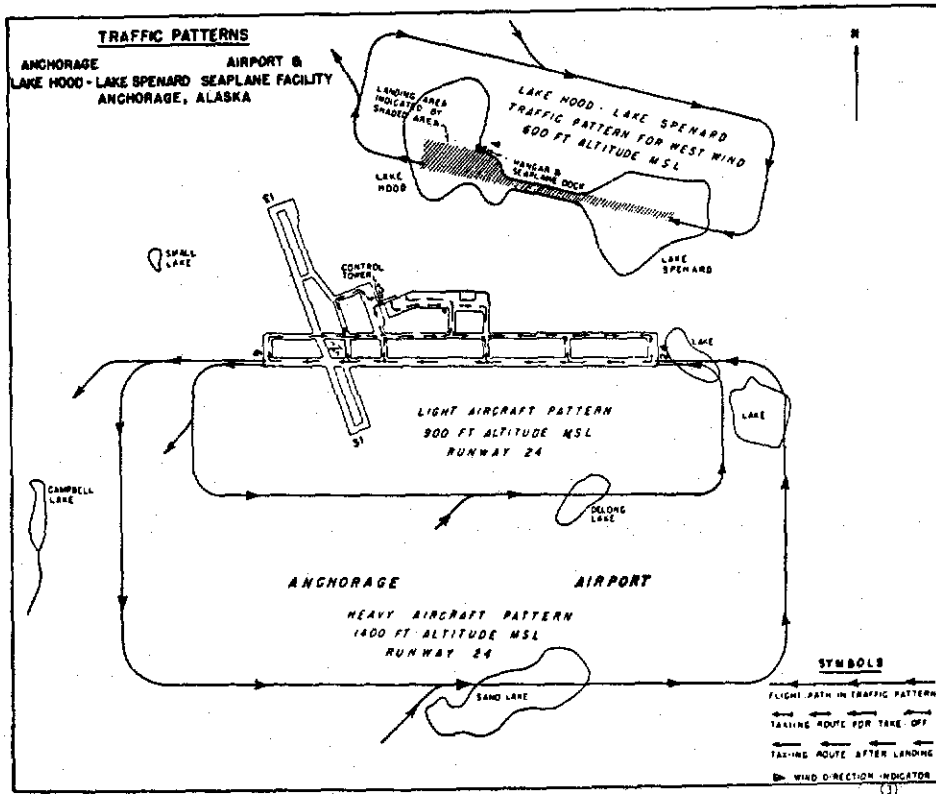 TRAFFIC PATTERNS
ANCHORAGE AIRPORT &
LAKE HOOD - LAKE SPENARD SEAPLANE FACILITY
ANCHORAGE, ALASKA
N
LANDING AREA
INDICATED BY
SHADED AREA
LAKE HOOD - LAKE SPENARD
TRAFFIC PATTERN FOR WEST WIND
600 FT ALTITUDE MSL
HANGAR &
SEAPLANE DOCK
LAKE
HOOD
LAKE
SPENARD
13
SMALL
LAKE
CONTROL
TOWER
LAKE
LAKE
31
LIGHT AIRCRAFT PATTERN
900 FT ALTITUDE MSL
RUNWAY 24
CAMPBELL
LAKE
DELONG
LAKE
ANCHORAGE AIRPORT
HEAVY AIRCRAFT PATTERN
1400 FT ALTITUDE MSL
RUNWAY 24
SAND LAKE
SYMBOLS
FLIGHT PATH IN TRAFFIC PATTERN
TAXIING ROUTE FOR TAKE-OFF
TAXIING ROUTE AFTER LANDING
WIND DIRECTION INDICATOR